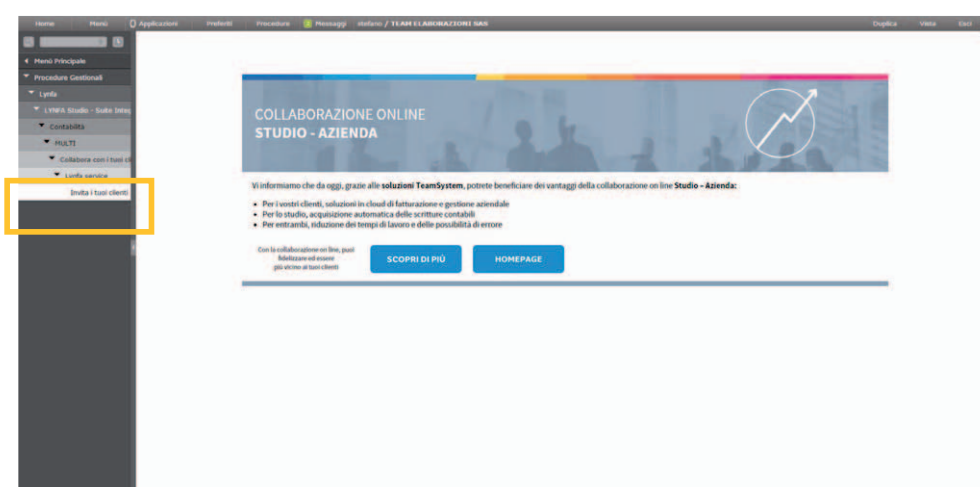 Home Menù Applicazioni Preferiti Procedure Messaggi stefano / TEAM ELABORAZIONI SAS Duplica Vista Esci
Menù Principale
Procedure Gestionali
Lynfa
LYNFA Studio - Suite Integ
Contabilità
MULTI
Collabora con i tuoi cl
Lynfa service
Invita i tuoi clienti
COLLABORAZIONE ONLINE
STUDIO - AZIENDA
Vi informiamo che da oggi, grazie alle soluzioni TeamSystem, potrete beneficiare dei vantaggi della collaborazione on line Studio – Azienda:
• Per i vostri clienti, soluzioni in cloud di fatturazione e gestione aziendale
• Per lo studio, acquisizione automatica delle scritture contabili
• Per entrambi, riduzione dei tempi di lavoro e delle possibilità di errore
Con la collaborazione on line, puoi
fidelizzare ed essere
più vicino ai tuoi clienti
SCOPRI DI PIÙ HOMEPAGE